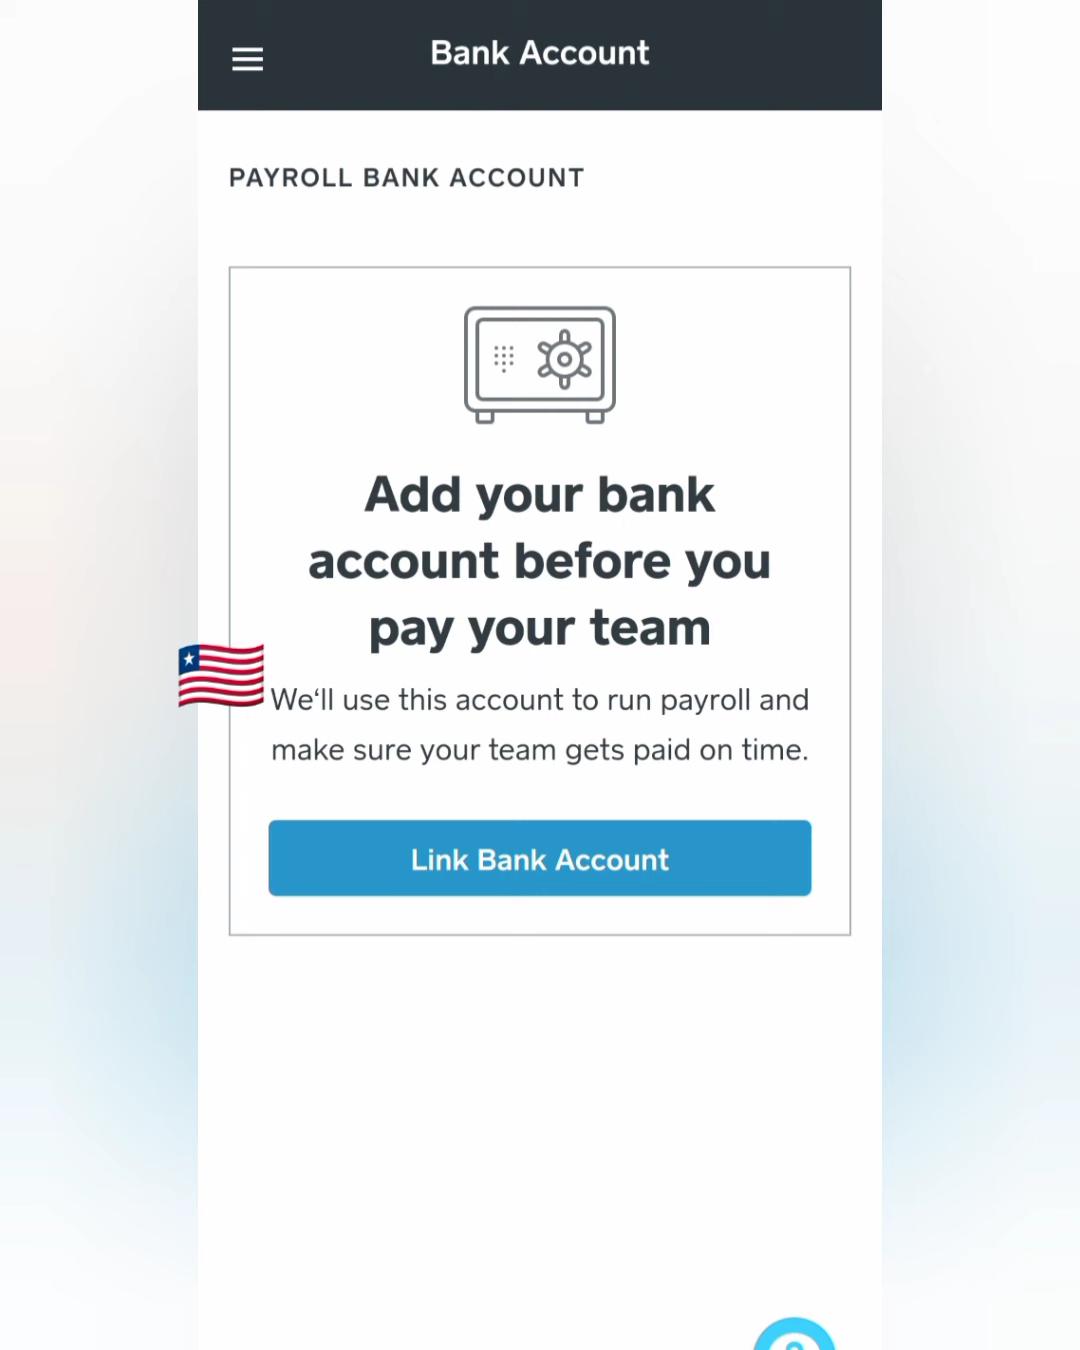 Bank Account
PAYROLL BANK ACCOUNT
Add your bank
account before you
pay your team
We‘ll use this account to run payroll and
make sure your team gets paid on time.
Link Bank Account